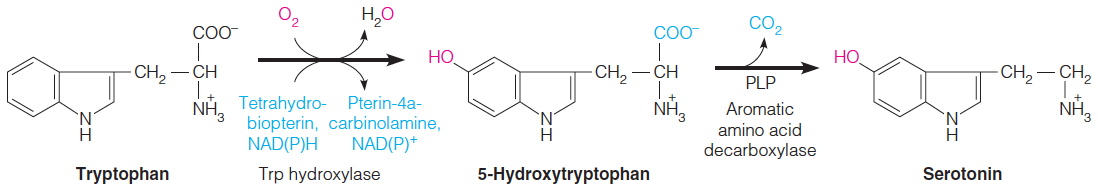 COO⁻
CH₂ — CH
NH₃⁺
N
H
Tryptophan
O₂
H₂O
Tetrahydro-
biopterin,
NAD(P)H
Pterin-4a-
carbinolamine,
NAD(P)⁺
Trp hydroxylase
HO
COO⁻
CH₂ — CH
NH₃⁺
N
H
5-Hydroxytryptophan
CO₂
PLP
Aromatic
amino acid
decarboxylase
HO
CH₂ — CH₂
NH₃⁺
N
H
Serotonin